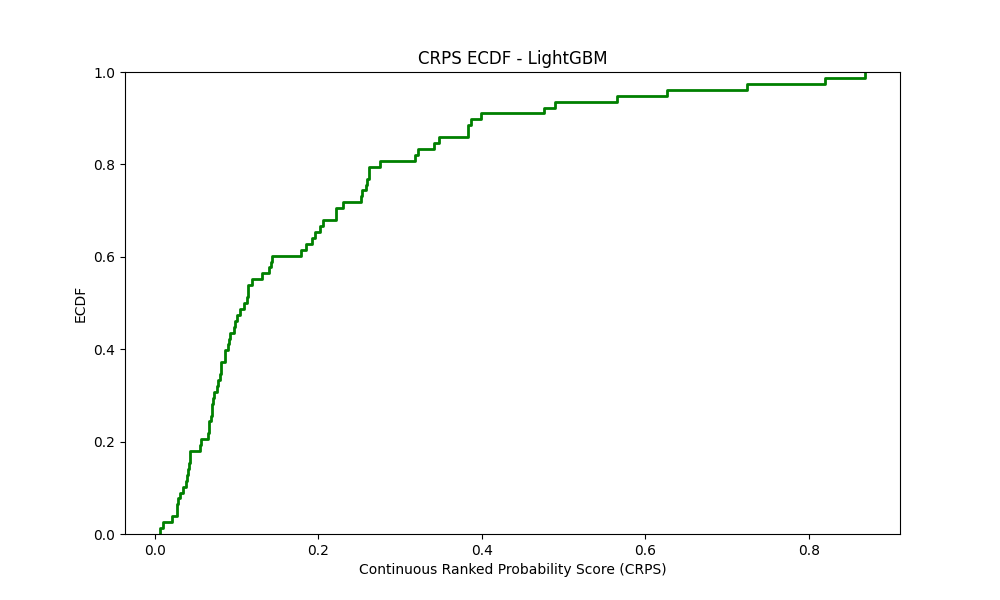 CRPS ECDF - LightGBM
1.0
0.8
0.6
0.4
0.2
0.0
ECDF
0.0 0.2 0.4 0.6 0.8
Continuous Ranked Probability Score (CRPS)